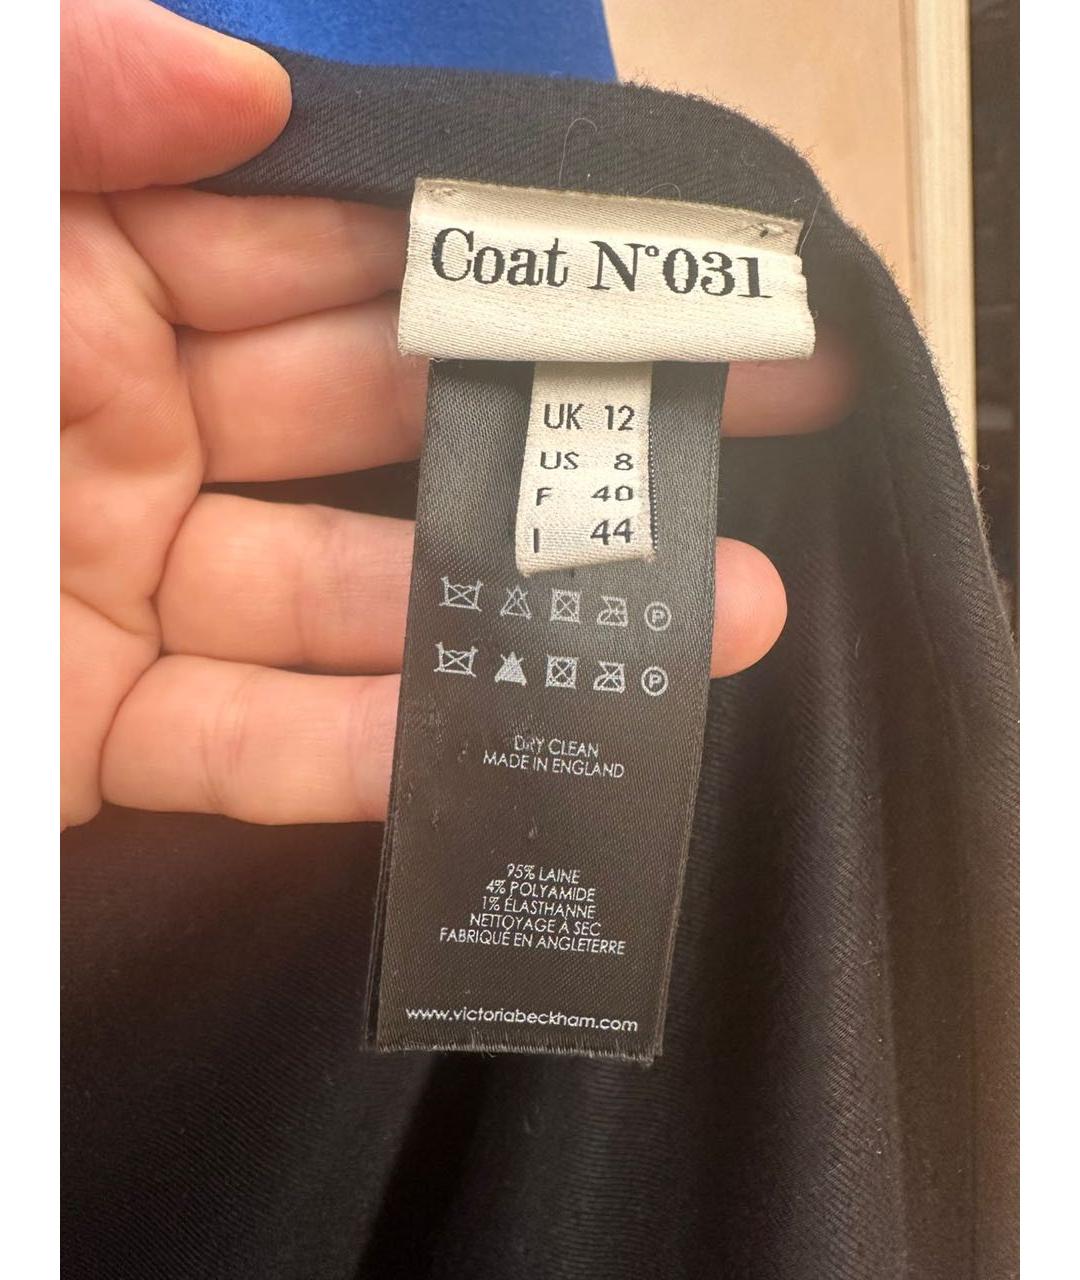 Coat N°031
UK 12
US 8
F 40
I 44
P
P
DRY CLEAN
MADE IN ENGLAND
95% LAINE
4% POLYAMIDE
1% ÉLASTHANNE
NETTOYAGE À SEC
FABRIQUÉ EN ANGLETERRE
www.victoriabeckham.com